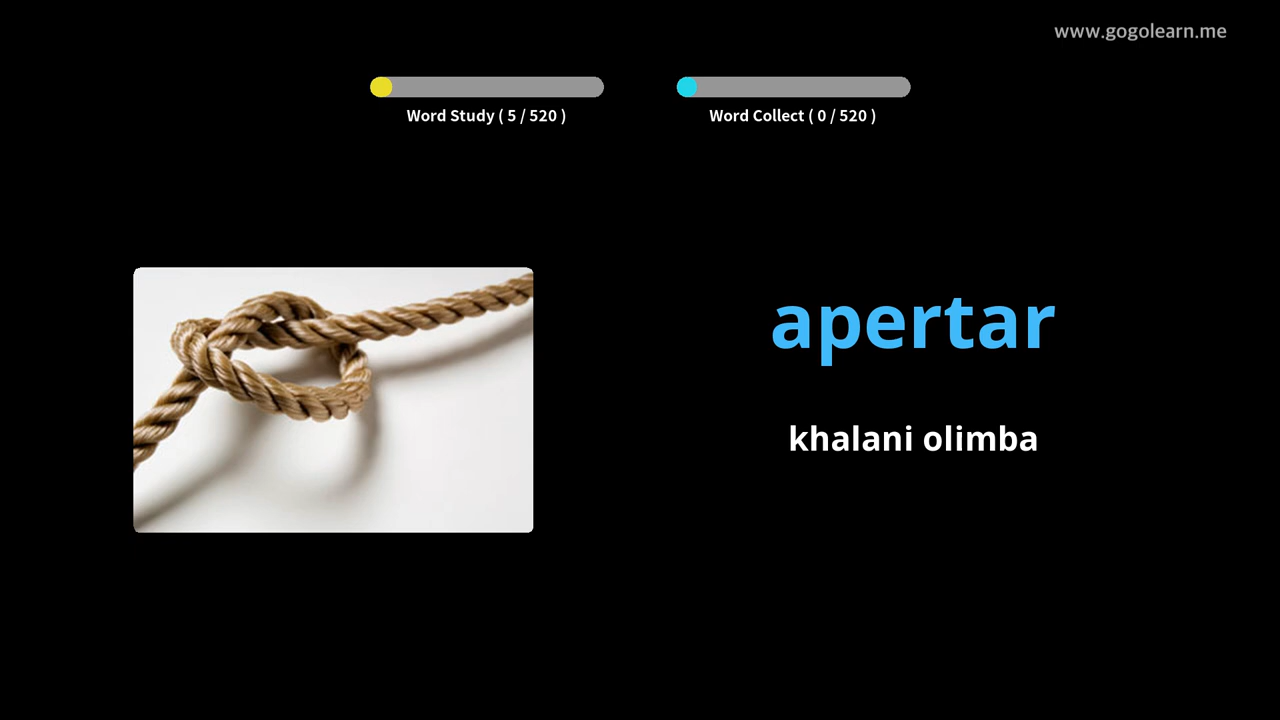 www.gogolearn.me
Word Study ( 5 / 520 )
Word Collect ( 0 / 520 )
apertar
khalani olimba